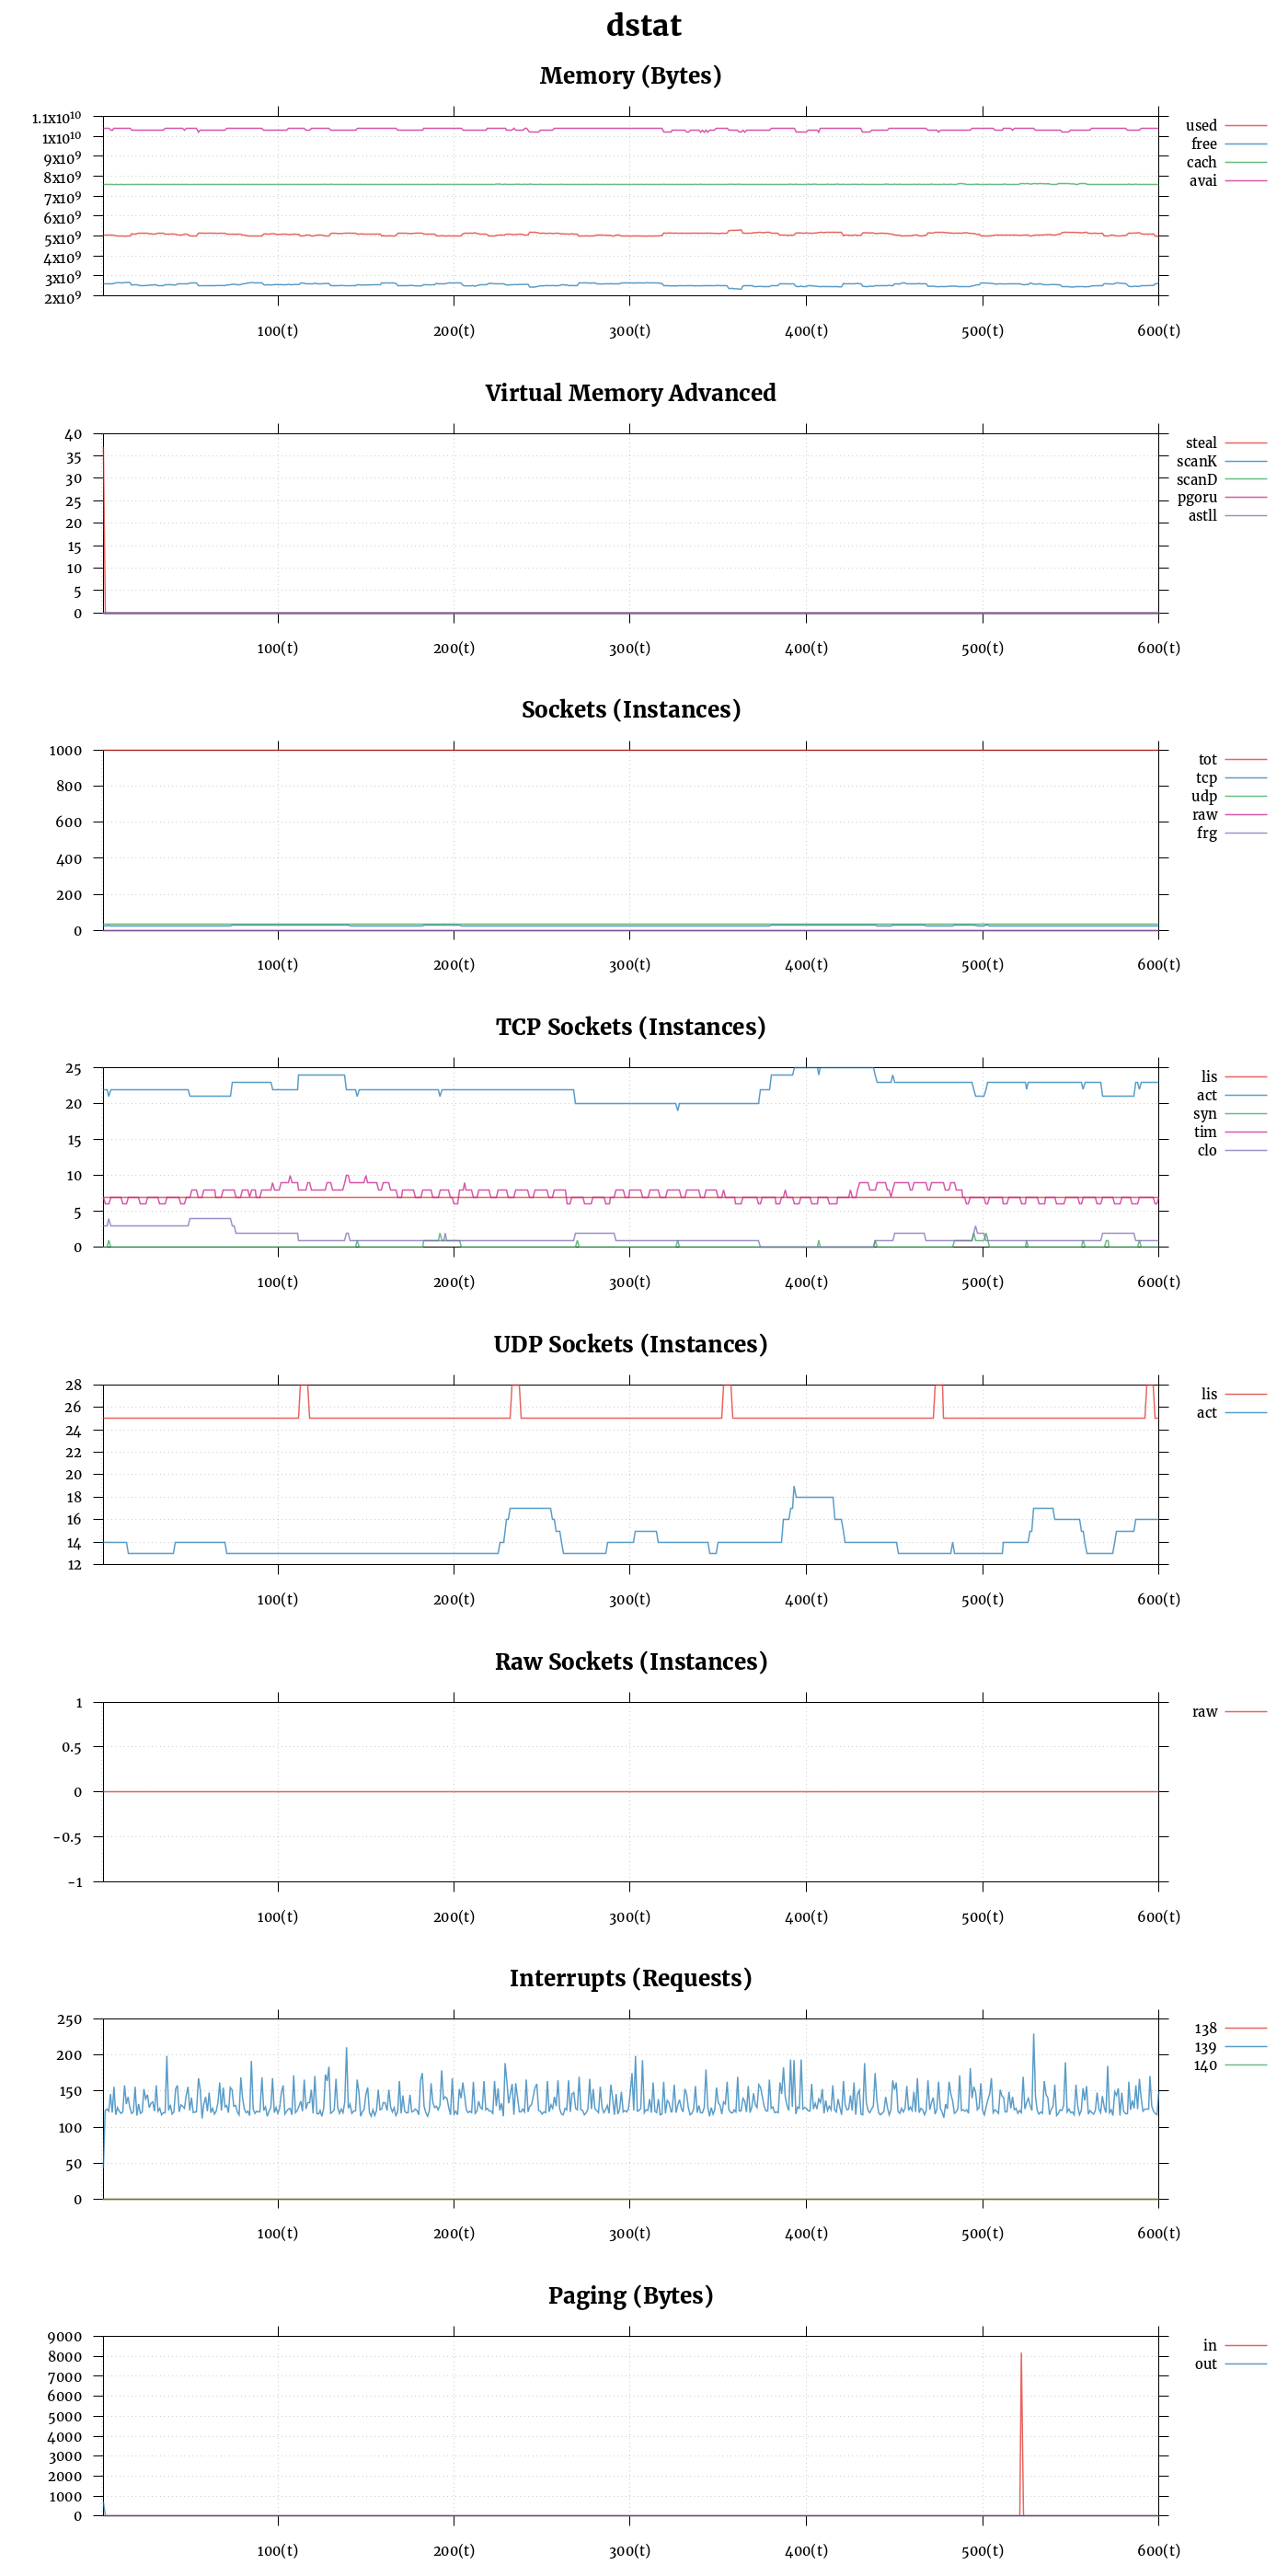 dstat
Memory (Bytes)
1.1x10¹⁰
1x10¹⁰
9x10⁹
8x10⁹
7x10⁹
6x10⁹
5x10⁹
4x10⁹
3x10⁹
2x10⁹
100(t) 200(t) 300(t) 400(t) 500(t) 600(t)
used
free
cach
avai
Virtual Memory Advanced
40
35
30
25
20
15
10
5
0
100(t) 200(t) 300(t) 400(t) 500(t) 600(t)
steal
scanK
scanD
pgoru
astll
Sockets (Instances)
1000
800
600
400
200
0
100(t) 200(t) 300(t) 400(t) 500(t) 600(t)
tot
tcp
udp
raw
frg
TCP Sockets (Instances)
25
20
15
10
5
0
100(t) 200(t) 300(t) 400(t) 500(t) 600(t)
lis
act
syn
tim
clo
UDP Sockets (Instances)
28
26
24
22
20
18
16
14
12
100(t) 200(t) 300(t) 400(t) 500(t) 600(t)
lis
act
Raw Sockets (Instances)
1
0.5
0
-0.5
-1
100(t) 200(t) 300(t) 400(t) 500(t) 600(t)
raw
Interrupts (Requests)
250
200
150
100
50
0
100(t) 200(t) 300(t) 400(t) 500(t) 600(t)
138
139
140
Paging (Bytes)
9000
8000
7000
6000
5000
4000
3000
2000
1000
0
100(t) 200(t) 300(t) 400(t) 500(t) 600(t)
in
out